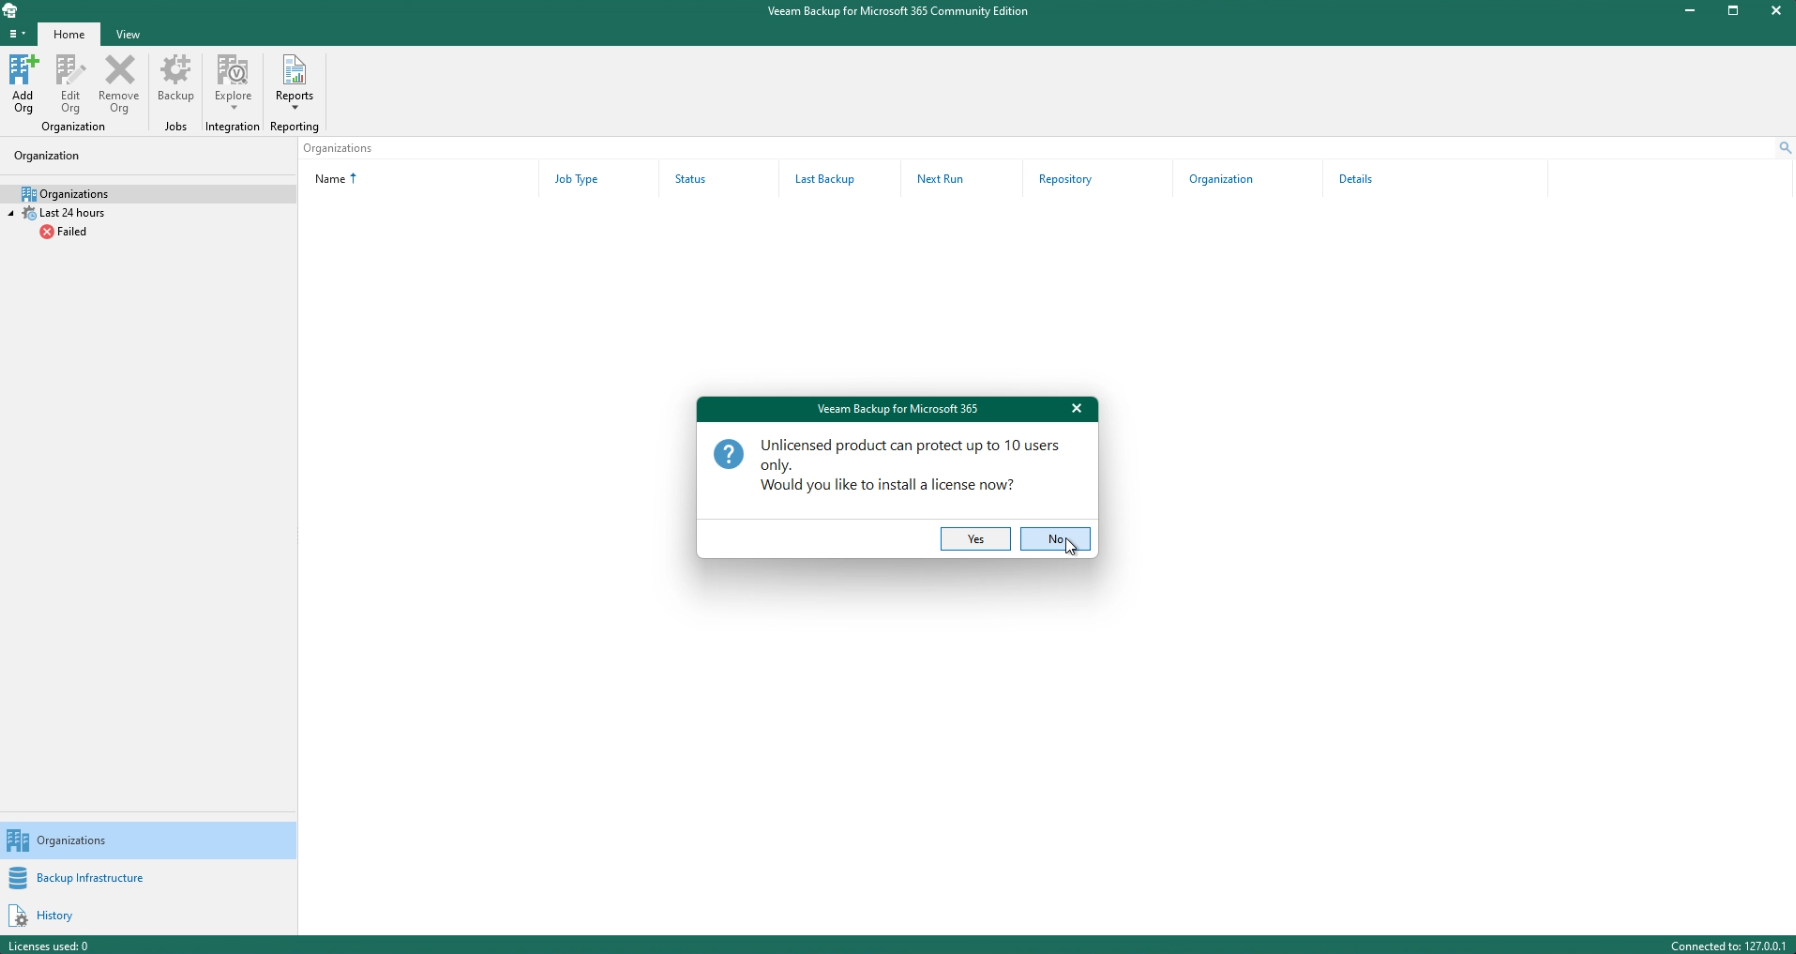 Veeam Backup for Microsoft 365 Community Edition
Home
View
Add
Org
Edit
Org
Remove
Org
Backup
Explore
Reports
Organization
Jobs
Integration
Reporting
Organization
Organizations
Last 24 hours
Failed
Organizations
Name
Job Type
Status
Last Backup
Next Run
Repository
Organization
Details
Veeam Backup for Microsoft 365
Unlicensed product can protect up to 10 users
only.
Would you like to install a license now?
Yes
No
Organizations
Backup Infrastructure
History
Licenses used: 0
Connected to: 127.0.0.1